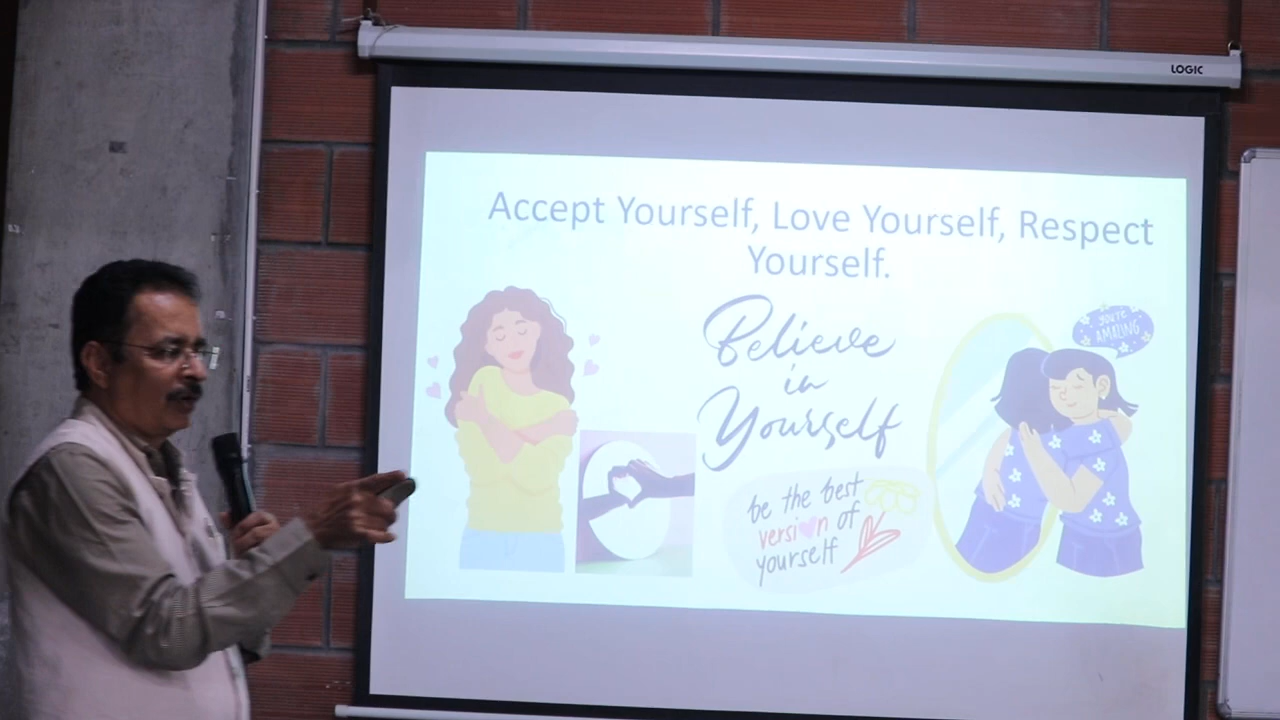 LOGIC
Accept Yourself, Love Yourself, Respect
Yourself.
Believe
in
Yourself
YOU'RE
AMAZING
be the best
version of
yourself